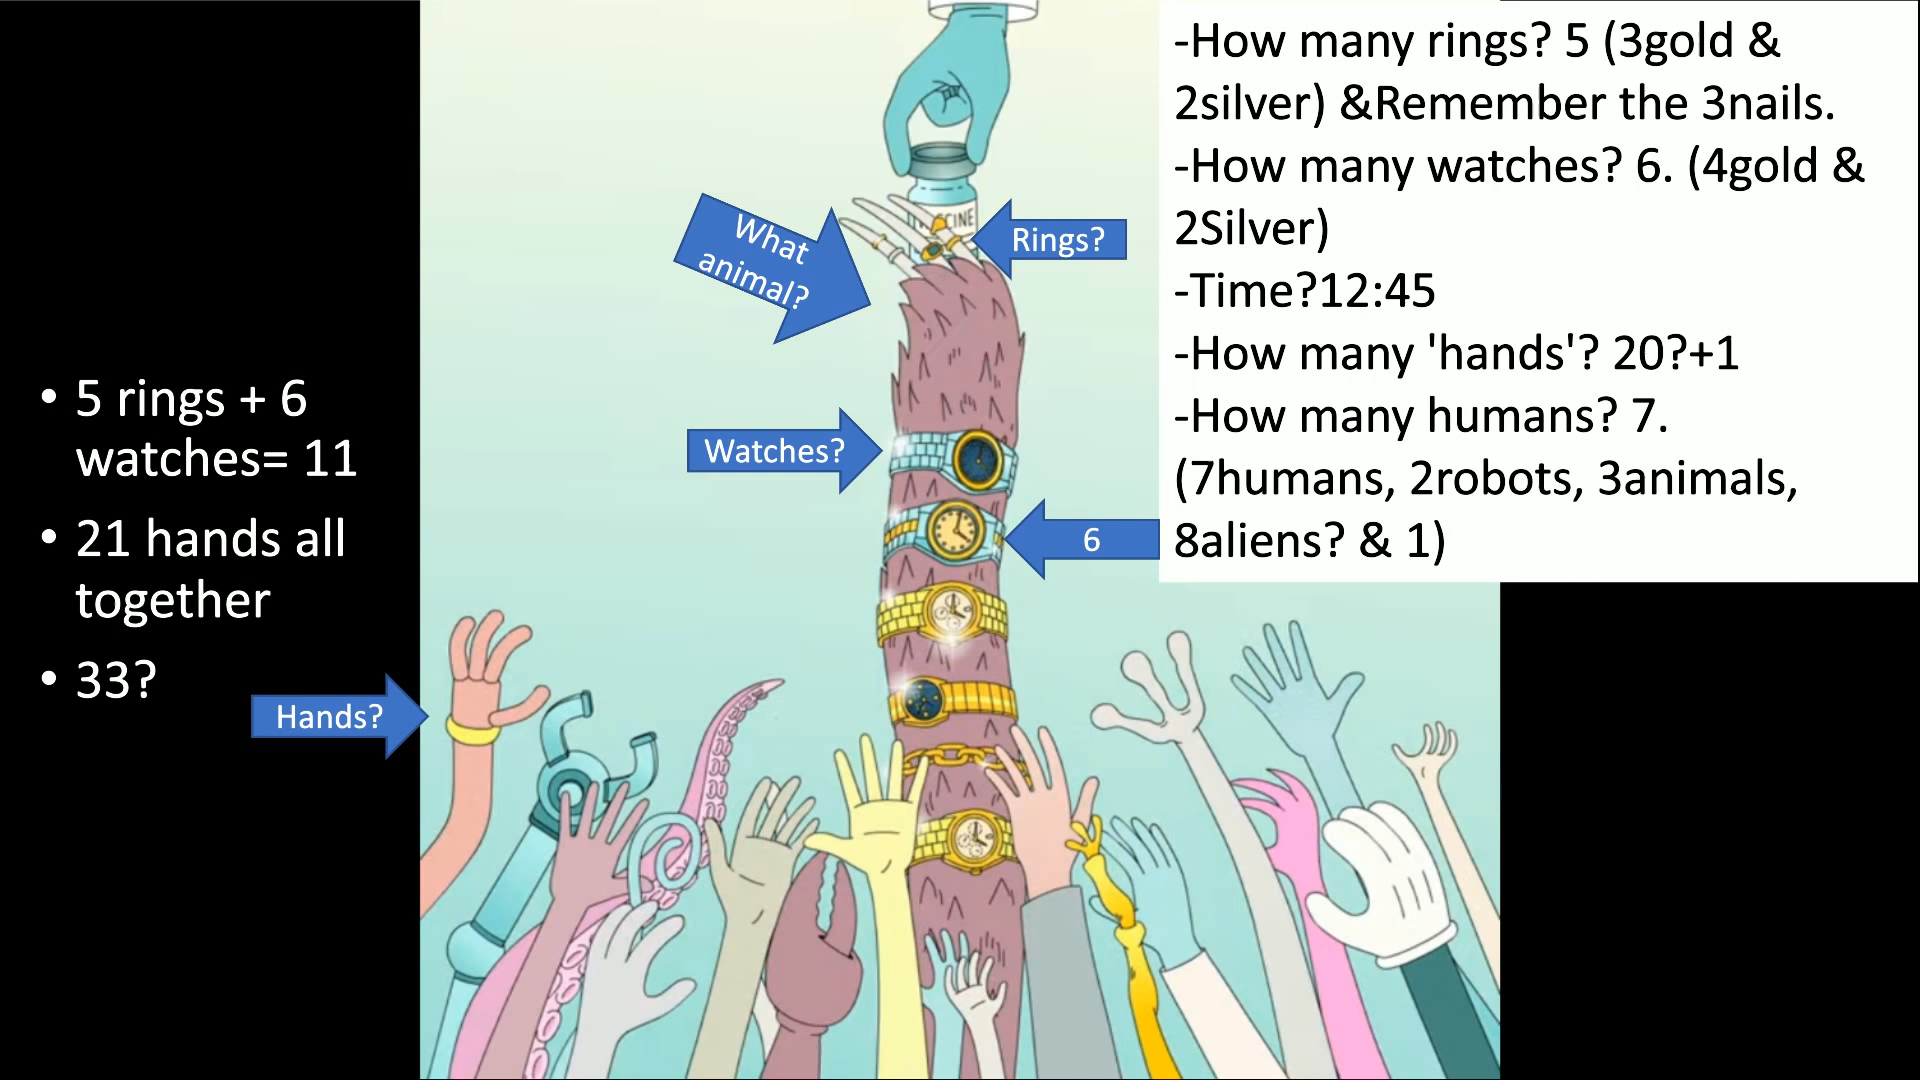 -How many rings? 5 (3gold &
2silver) &Remember the 3nails.
-How many watches? 6. (4gold &
2Silver)
-Time?12:45
-How many 'hands'? 20?+1
-How many humans? 7.
(7humans, 2robots, 3animals,
8aliens? & 1)
What
animal?
Rings?
Watches?
6
• 5 rings + 6
watches= 11
• 21 hands all
together
• 33?
Hands?